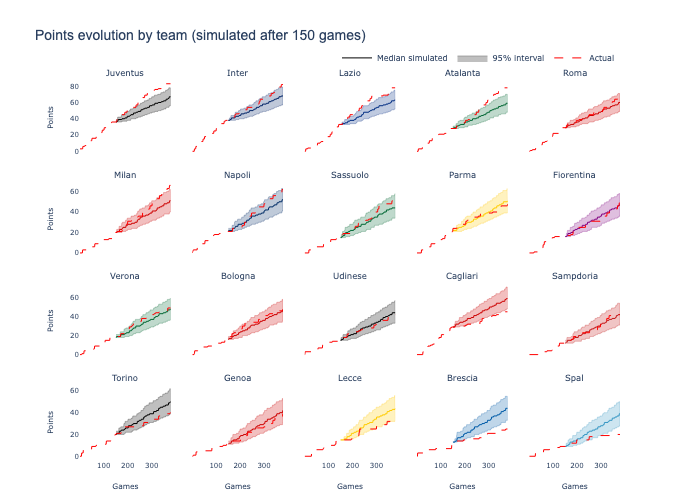 Points evolution by team (simulated after 150 games)
Median simulated 95% interval Actual
Juventus Inter Lazio Atalanta Roma
80
60
40
20
0
Points
Milan Napoli Sassuolo Parma Fiorentina
60
40
20
0
Points
Verona Bologna Udinese Cagliari Sampdoria
60
40
20
0
Points
Torino Genoa Lecce Brescia Spal
60
40
20
0
Points
100 200 300 100 200 300 100 200 300 100 200 300 100 200 300
Games Games Games Games Games